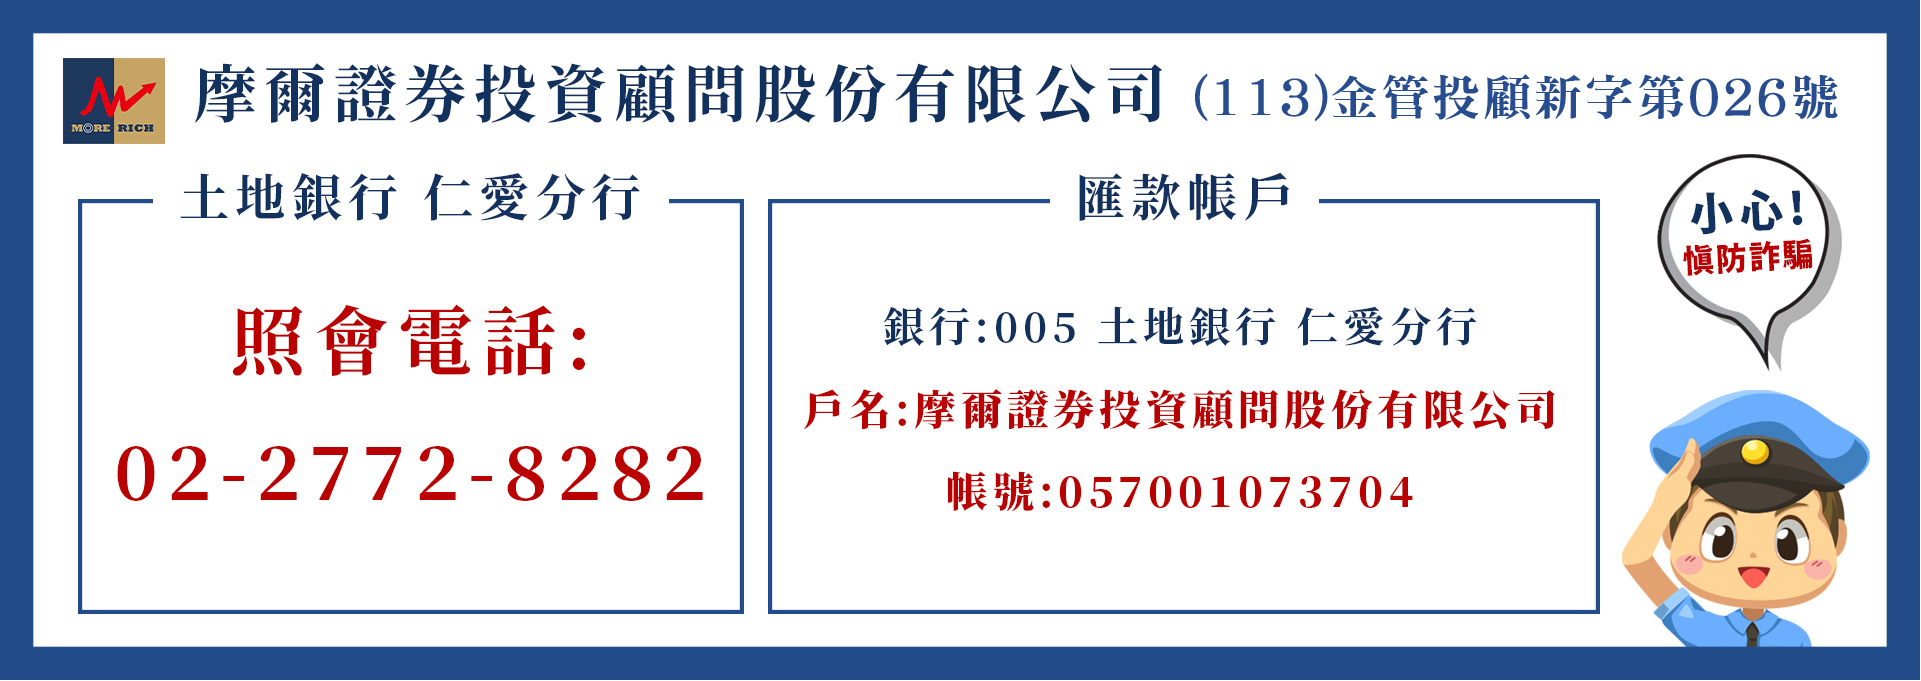 MORE RICH
摩爾證券投資顧問股份有限公司 (113)金管投顧新字第026號
土地銀行 仁愛分行
照會電話:
02-2772-8282
匯款帳戶
銀行:005 土地銀行 仁愛分行
戶名:摩爾證券投資顧問股份有限公司
帳號:057001073704
小心!
慎防詐騙